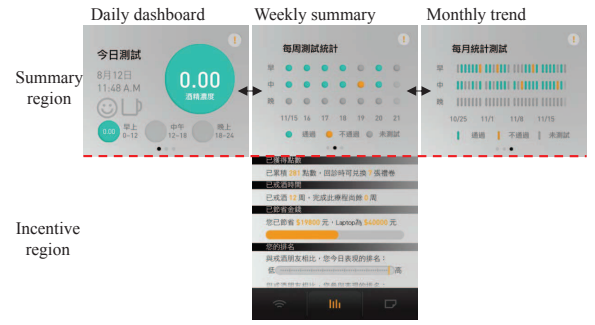 Daily dashboard
Weekly summary
Monthly trend
Summary region
今日測試
8月12日
11:48 A.M
0.00
酒精濃度
0.00
早上
0-12
中午
12-18
晚上
18-24
!
每周測試統計
早
中
晚
11/15 16 17 18 19 20 21
通過 不通過 未測試
!
每月統計測試
早
中
晚
10/25 11/1 11/8 11/15
通過 不通過 未測試
!
Incentive region
已獲得點數
已累積 281 點數，回診時可兌換 7 張禮卷
已戒酒時間
已戒酒 12 周，完成此療程尚餘 0 周
已節省金錢
您已節省 $19000 元，Laptop為 $40000 元
您的排名
與戒酒朋友相比，您今日表現的排名：
低 高